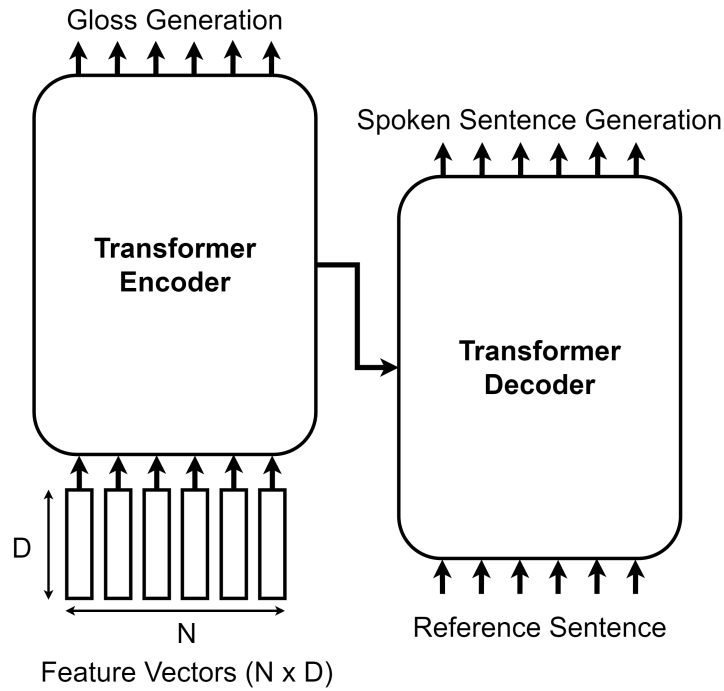 Gloss Generation
Transformer
Encoder
D
N
Feature Vectors (N x D)
Spoken Sentence Generation
Transformer
Decoder
Reference Sentence